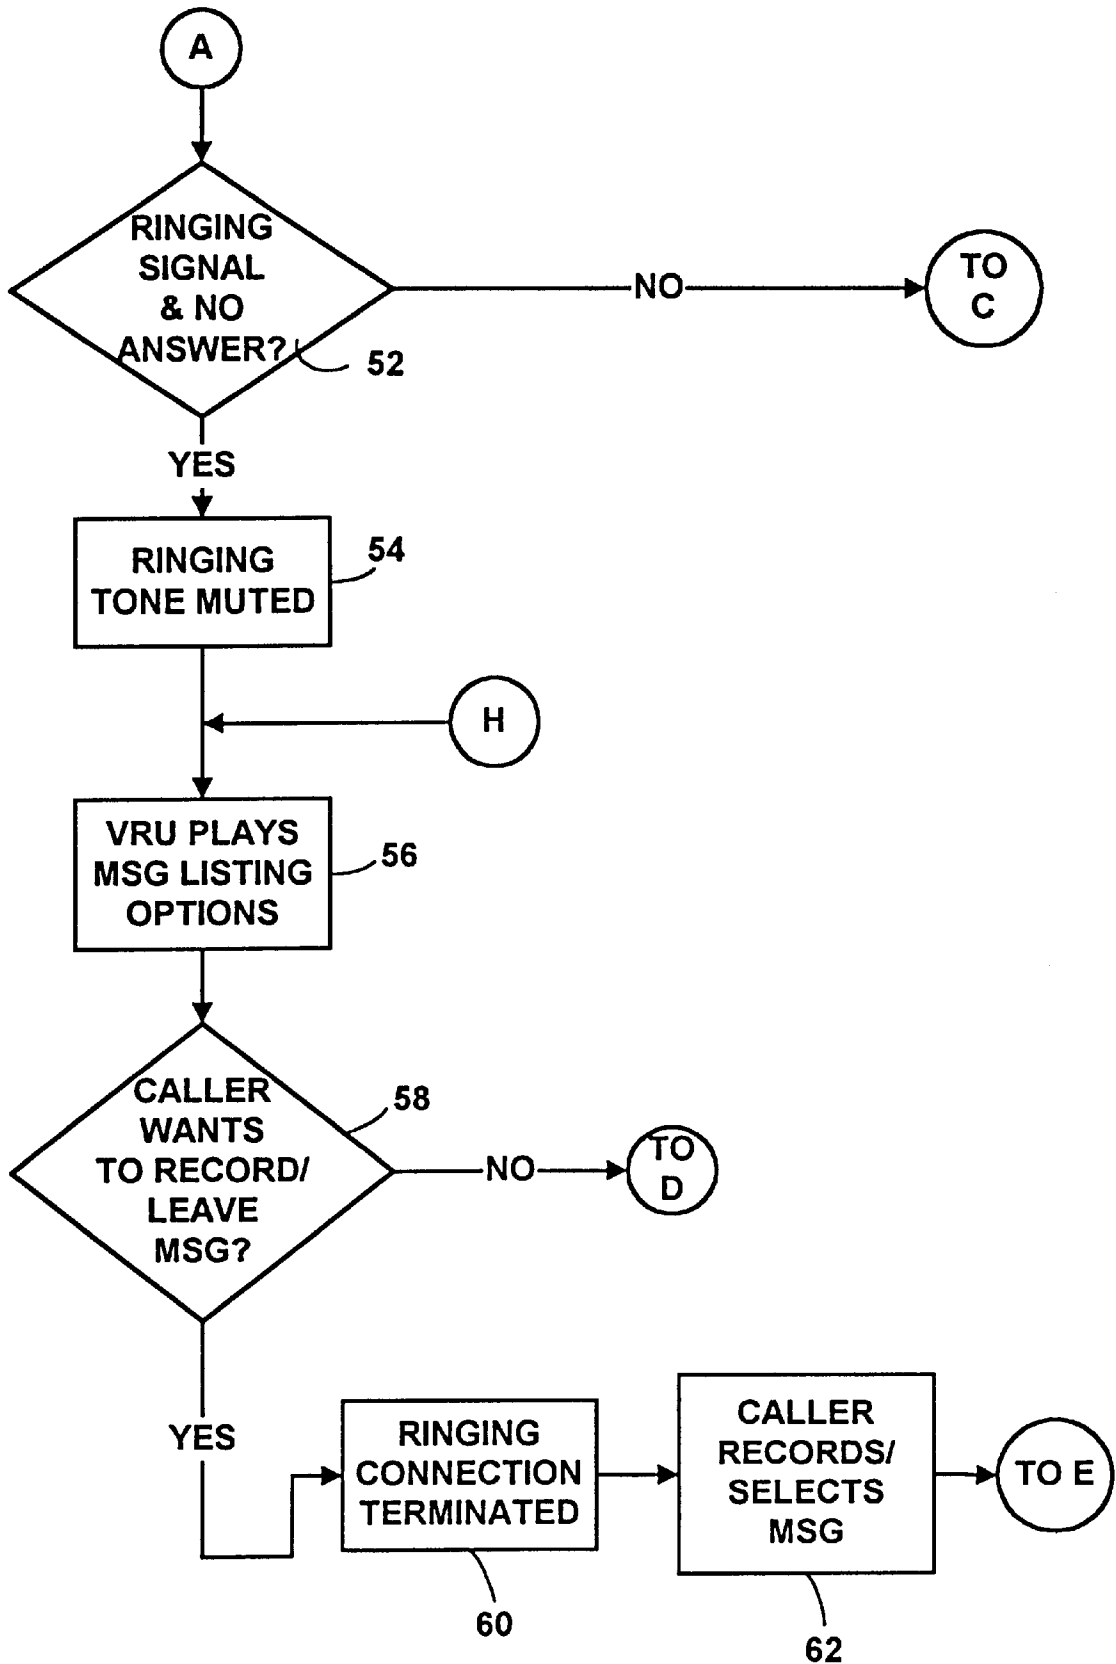 A
RINGING
SIGNAL
& NO
ANSWER?
52
NO
TO
C
YES
RINGING
TONE MUTED
54
H
VRU PLAYS
MSG LISTING
OPTIONS
56
CALLER
WANTS
TO RECORD/
LEAVE
MSG?
58
NO
TO
D
YES
RINGING
CONNECTION
TERMINATED
60
CALLER
RECORDS/
SELECTS
MSG
62
TO E